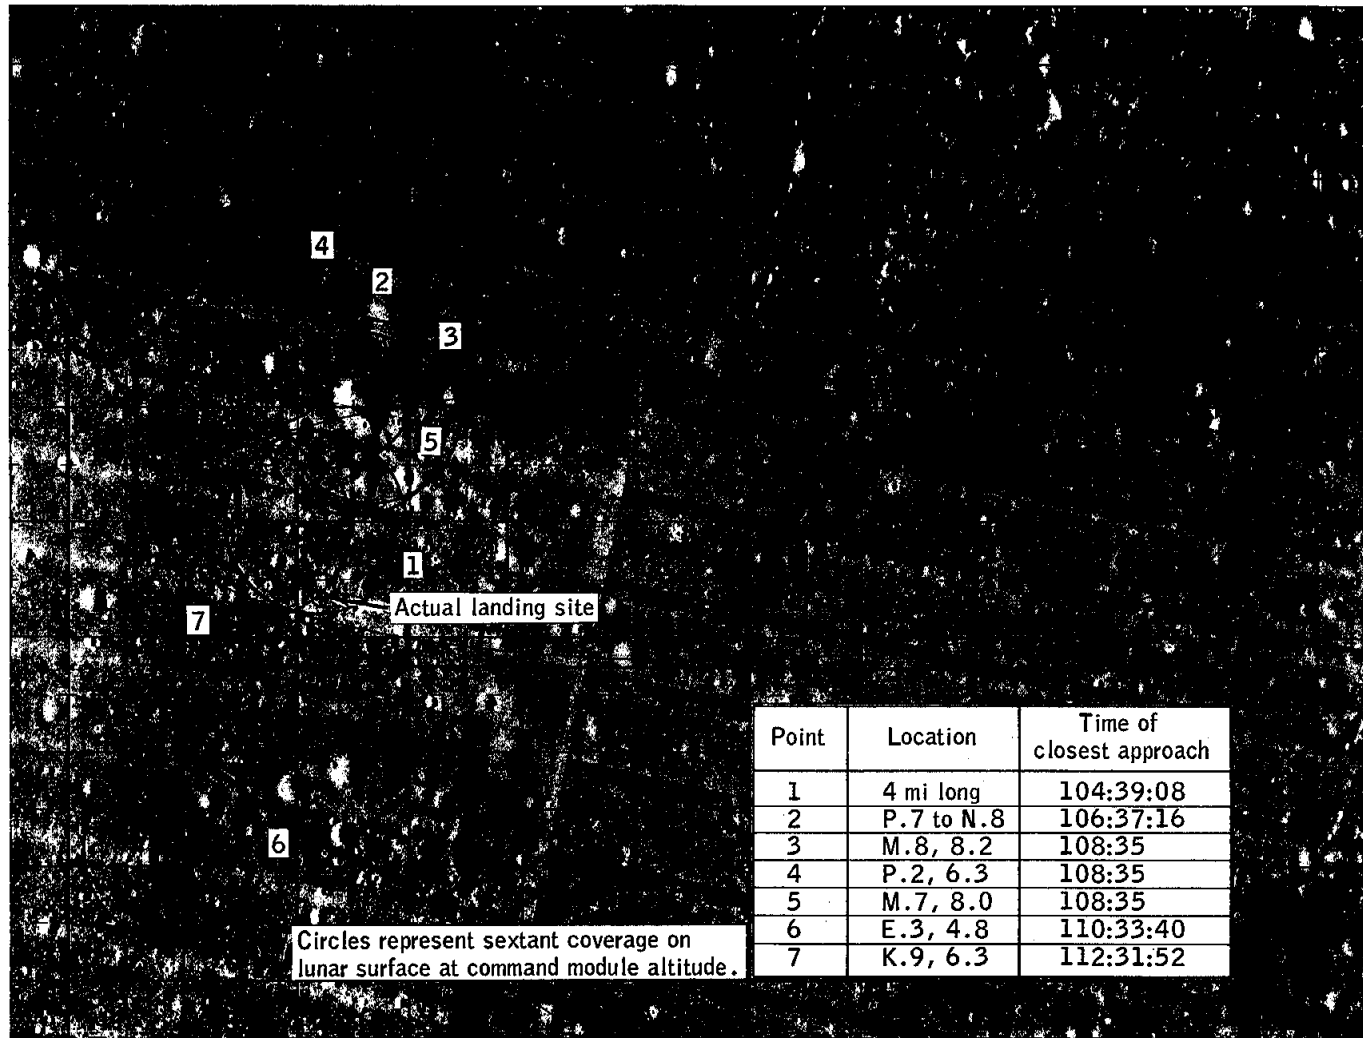 4
2
3
5
1
Actual landing site
7
6
Circles represent sextant coverage on
lunar surface at command module altitude.
Point Location Time of
closest approach
1 4 mi long 104:39:08
2 P.7 to N.8 106:37:16
3 M.8, 8.2 108:35
4 P.2, 6.3 108:35
5 M.7, 8.0 108:35
6 E.3, 4.8 110:33:40
7 K.9, 6.3 112:31:52